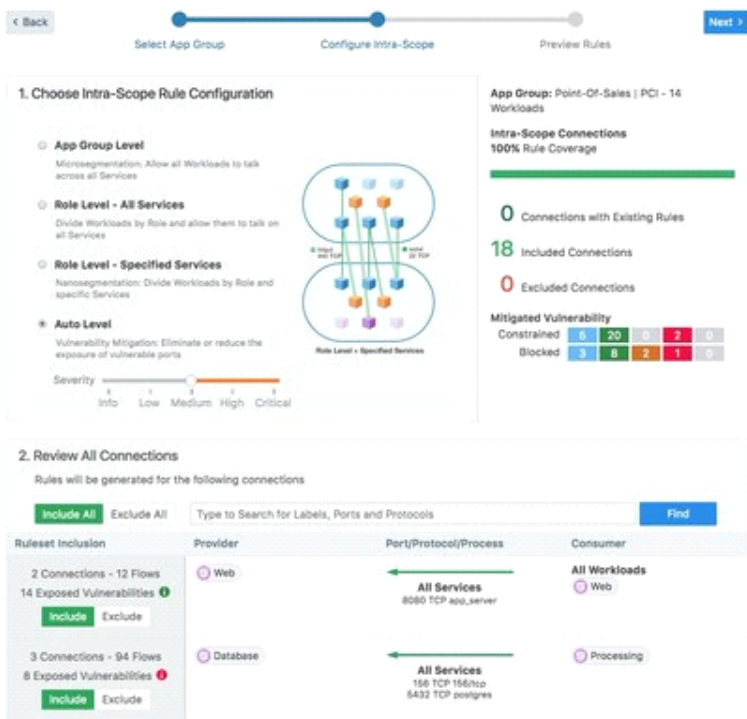 < Back
Next >
Select App Group
Configure Intra-Scope
Preview Rules
1. Choose Intra-Scope Rule Configuration
App Group Level
Microsegmentation: Allow all Workloads to talk
across all Services
Role Level - All Services
Divide Workloads by Role and allow them to talk on
all Services
Role Level - Specified Services
Nanosegmentation: Divide Workloads by Role and
specific Services
Auto Level
Vulnerability Mitigation: Eliminate or reduce the
exposure of vulnerable ports
Severity
Info Low Medium High Critical
Role Level + Specified Services
App Group: Point-Of-Sales | PCI - 14
Workloads
Intra-Scope Connections
100% Rule Coverage
0 Connections with Existing Rules
18 Included Connections
0 Excluded Connections
Mitigated Vulnerability
Constrained 5 20 0 2 0
Blocked 3 8 2 1 0
2. Review All Connections
Rules will be generated for the following connections
Include All Exclude All Type to Search for Labels, Ports and Protocols Find
Ruleset Inclusion Provider Port/Protocol/Process Consumer
2 Connections - 12 Flows
14 Exposed Vulnerabilities
Include Exclude
Web
All Services
8080 TCP app_server
All Workloads
Web
3 Connections - 94 Flows
8 Exposed Vulnerabilities
Include Exclude
Database
All Services
156 TCP 156/tcp
5432 TCP postgres
Processing